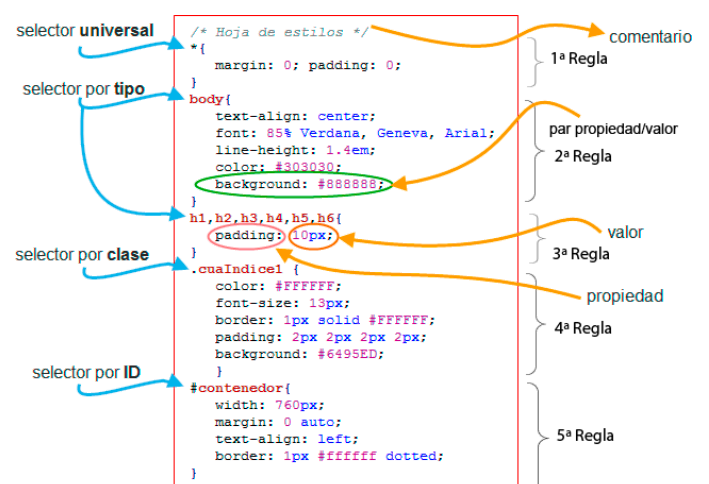 /* Hoja de estilos */
selector universal
comentario
*{
margin: 0; padding: 0;
1ª Regla
}
selector por tipo
body{
text-align: center;
font: 85% Verdana, Geneva, Arial;
par propiedad/valor
line-height: 1.4em;
2ª Regla
color: #303030;
background: #888888;
}
h1,h2,h3,h4,h5,h6{
padding: 10px;
valor
}
3ª Regla
selector por clase
.cuaIndice1 {
color: #FFFFFF;
propiedad
font-size: 13px;
border: 1px solid #FFFFFF;
4ª Regla
padding: 2px 2px 2px 2px;
background: #6495ED;
}
selector por ID
#contenedor{
width: 760px;
margin: 0 auto;
5ª Regla
text-align: left;
border: 1px #ffffff dotted;
}